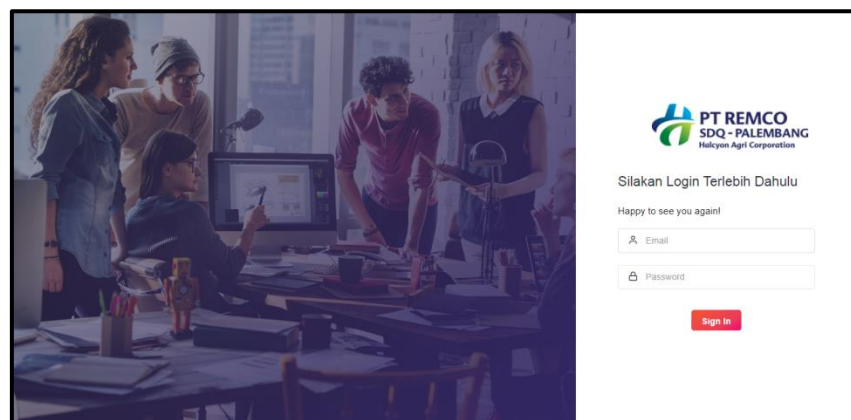 PT REMCO
SDQ - PALEMBANG
Halcyon Agri Corporation
Silakan Login Terlebih Dahulu
Happy to see you again!
Email
Password
Sign In